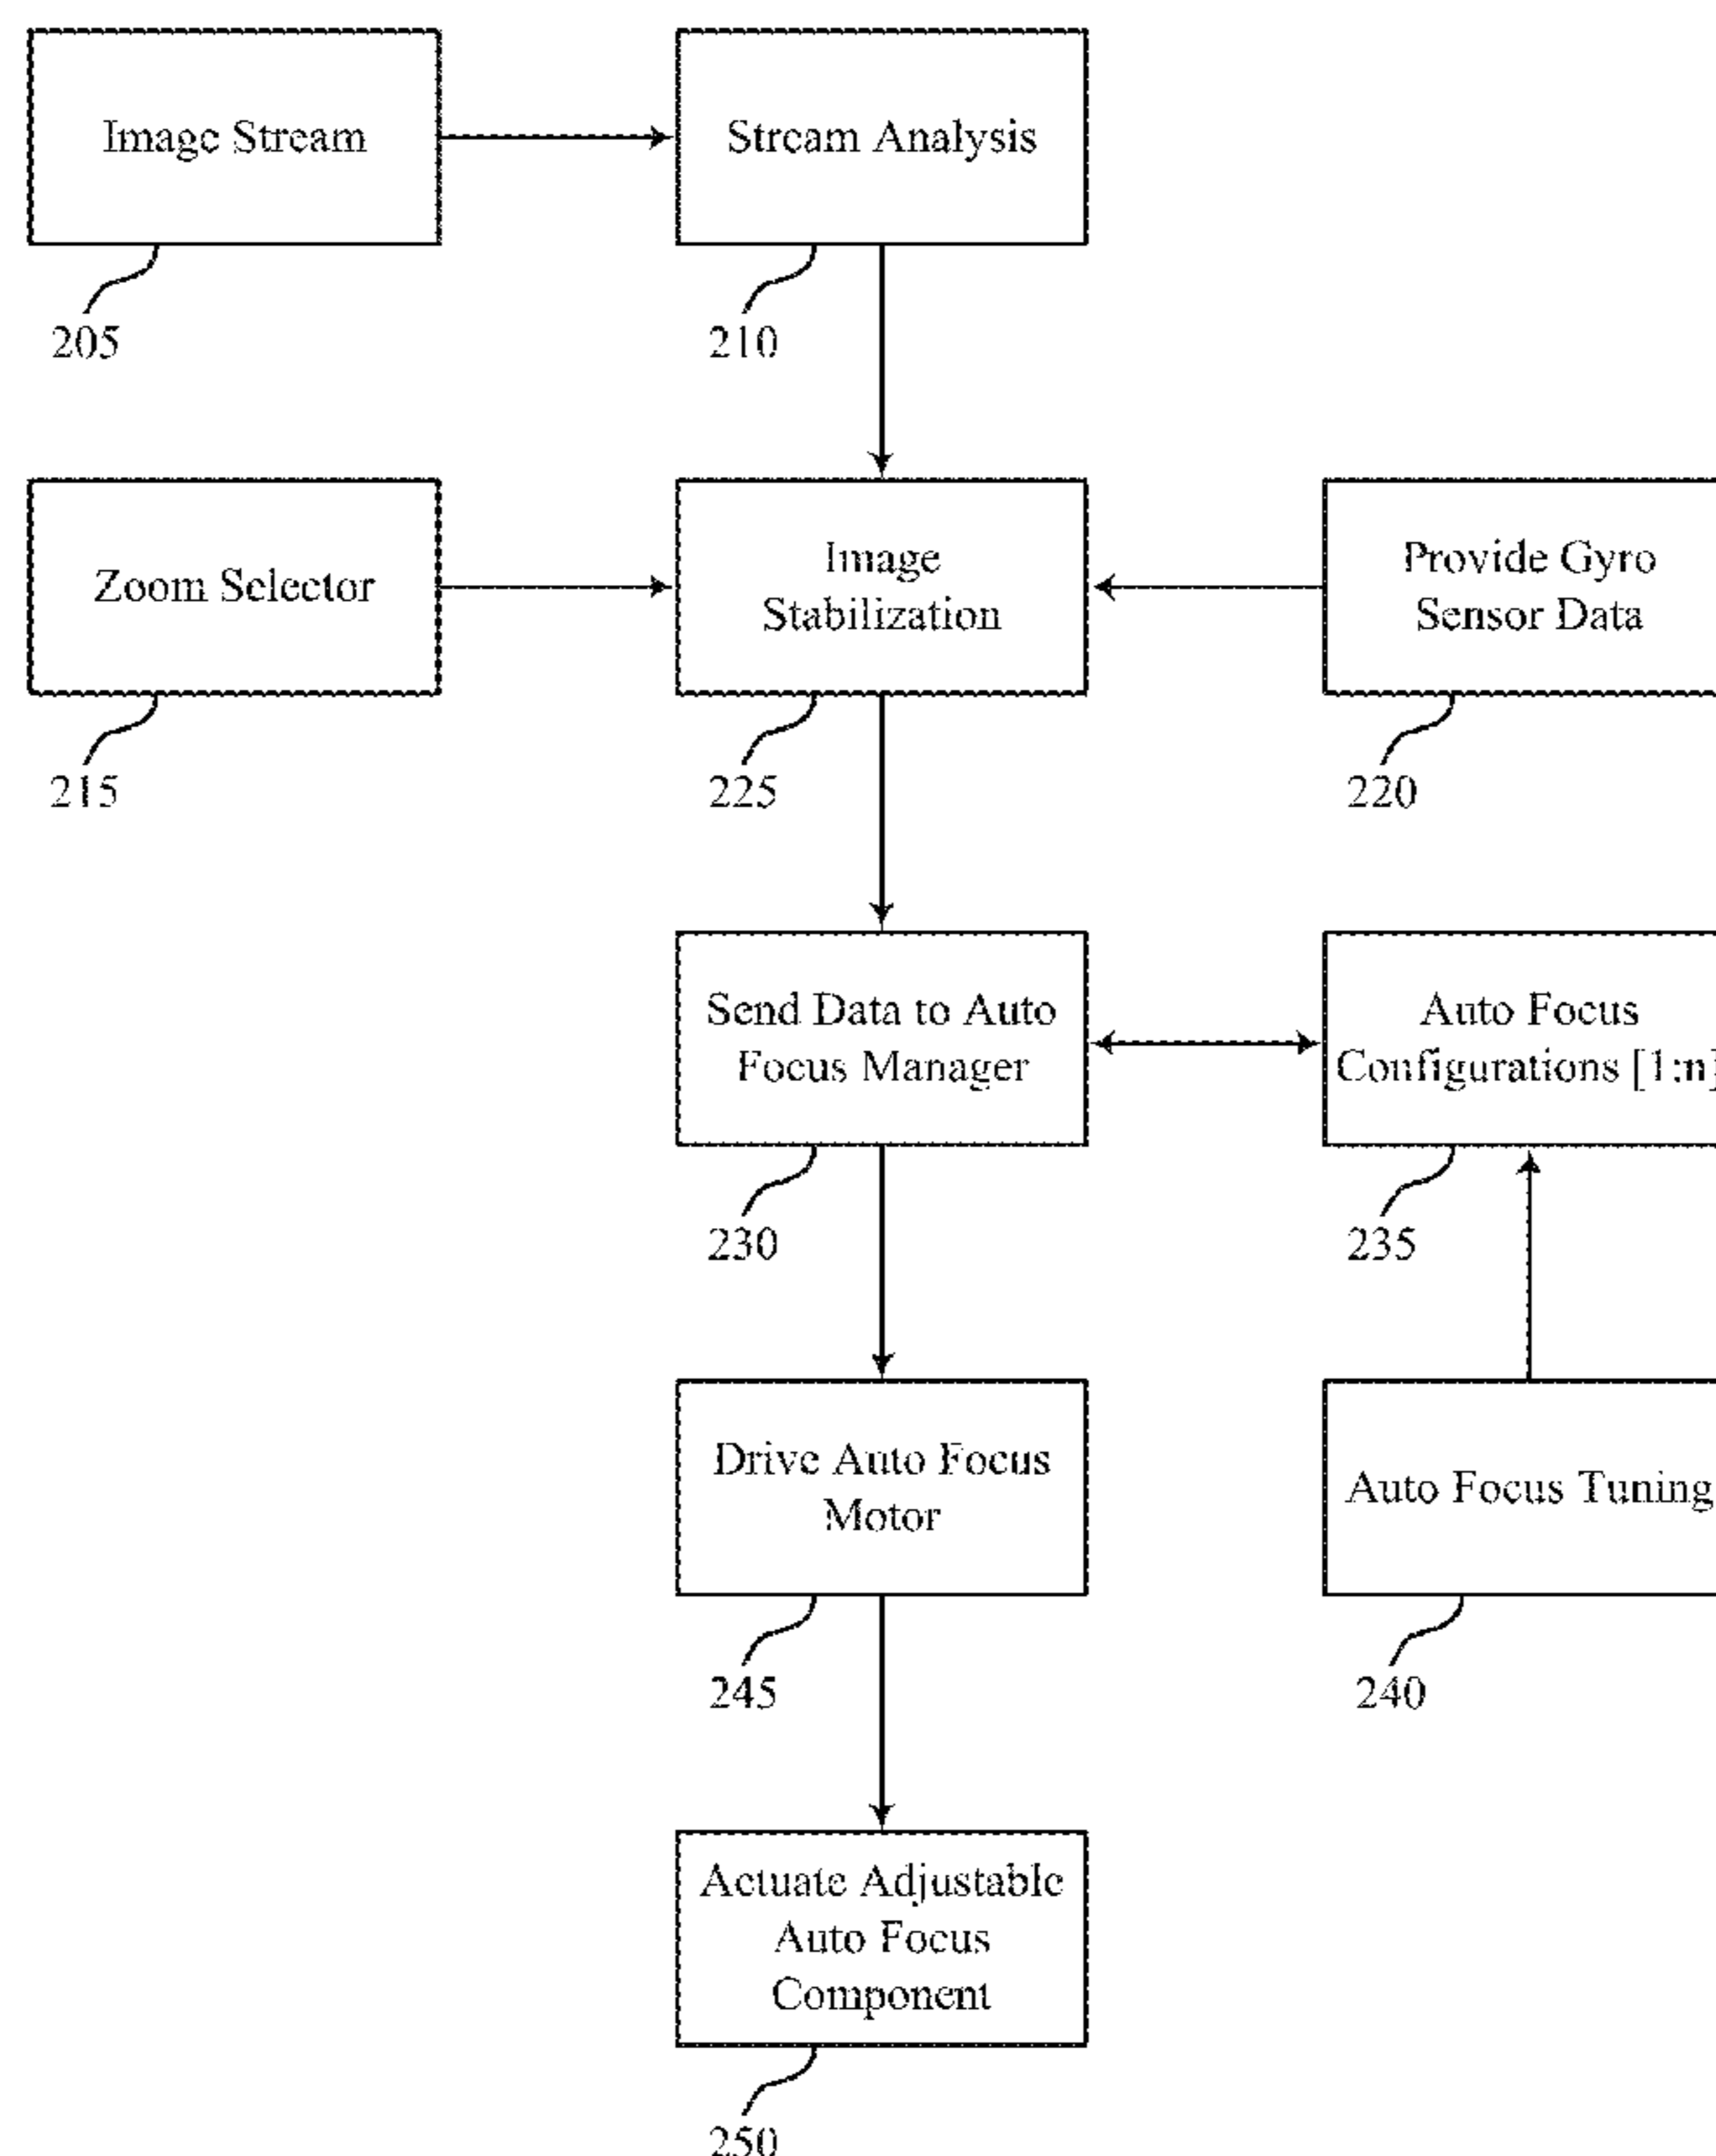 Image Stream
Stream Analysis
205
210
Zoom Selector
Image
Stabilization
Provide Gyro
Sensor Data
215
225
220
Send Data to Auto
Focus Manager
Auto Focus
Configurations [1:n]
230
235
Drive Auto Focus
Motor
Auto Focus Tuning
245
240
Actuate Adjustable
Auto Focus
Component
250